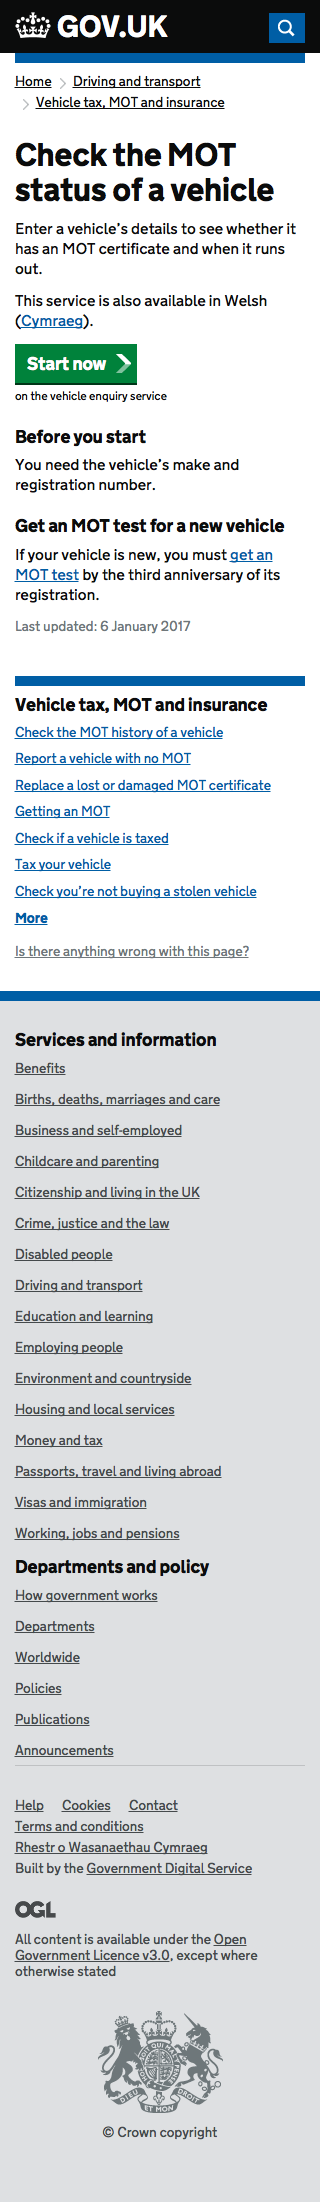 GOV.UK
Home
Driving and transport
Vehicle tax, MOT and insurance
Check the MOT
status of a vehicle
Enter a vehicle’s details to see whether it
has an MOT certificate and when it runs
out.
This service is also available in Welsh
(Cymraeg).
Start now
on the vehicle enquiry service
Before you start
You need the vehicle’s make and
registration number.
Get an MOT test for a new vehicle
If your vehicle is new, you must get an
MOT test by the third anniversary of its
registration.
Last updated: 6 January 2017
Vehicle tax, MOT and insurance
Check the MOT history of a vehicle
Report a vehicle with no MOT
Replace a lost or damaged MOT certificate
Getting an MOT
Check if a vehicle is taxed
Tax your vehicle
Check you’re not buying a stolen vehicle
More
Is there anything wrong with this page?
Services and information
Benefits
Births, deaths, marriages and care
Business and self-employed
Childcare and parenting
Citizenship and living in the UK
Crime, justice and the law
Disabled people
Driving and transport
Education and learning
Employing people
Environment and countryside
Housing and local services
Money and tax
Passports, travel and living abroad
Visas and immigration
Working, jobs and pensions
Departments and policy
How government works
Departments
Worldwide
Policies
Publications
Announcements
Help Cookies Contact
Terms and conditions
Rhestr o Wasanaethau Cymraeg
Built by the Government Digital Service
OGL
All content is available under the Open
Government Licence v3.0, except where
otherwise stated
DIEU ET MON DROIT
© Crown copyright